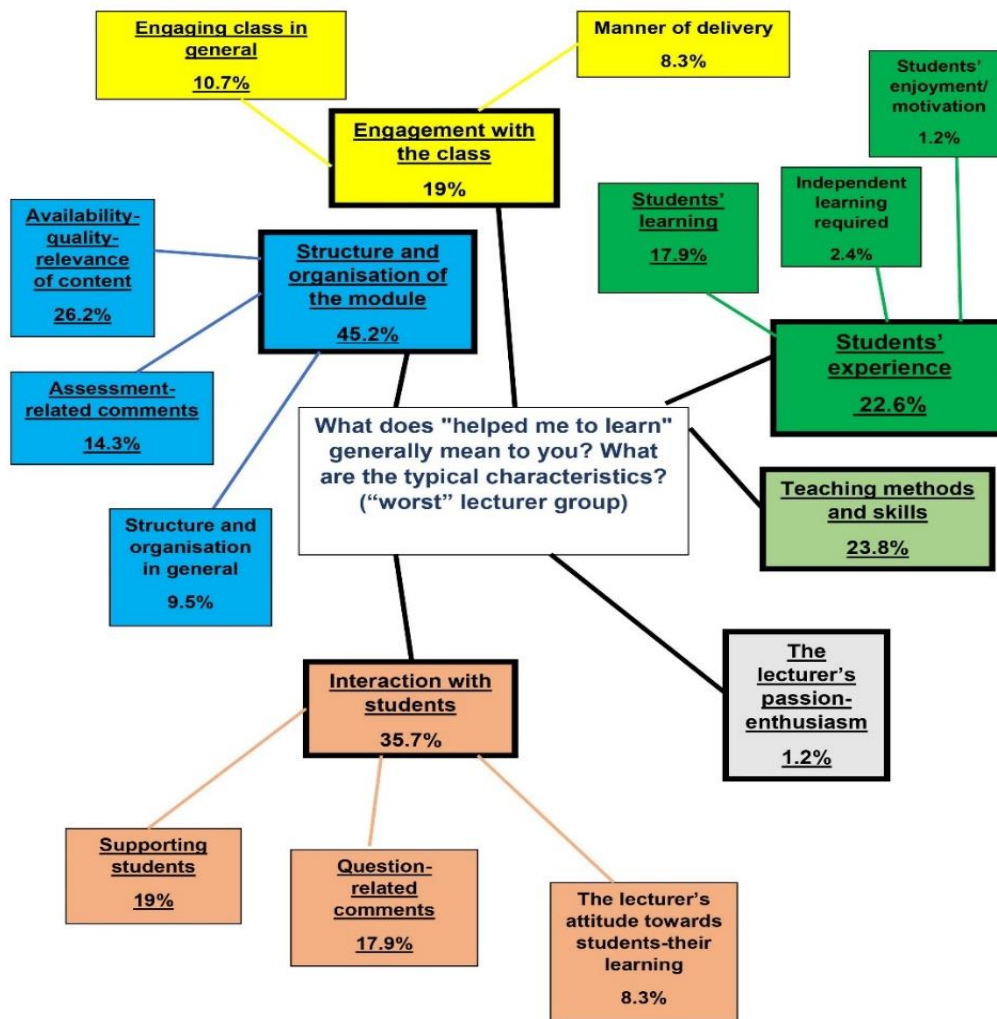 Engaging class in
general
10.7%
Manner of delivery
8.3%
Students'
enjoyment/
motivation
1.2%
Engagement with
the class
19%
Students'
learning
17.9%
Independent
learning
required
2.4%
Availability-
quality-
relevance
of content
26.2%
Structure and
organisation of
the module
45.2%
Students'
experience
22.6%
Assessment-
related comments
14.3%
What does "helped me to learn"
generally mean to you? What
are the typical characteristics?
(“worst” lecturer group)
Teaching methods
and skills
23.8%
Structure and
organisation
in general
9.5%
The
lecturer’s
passion-
enthusiasm
1.2%
Interaction with
students
35.7%
Supporting
students
19%
Question-
related
comments
17.9%
The lecturer’s
attitude towards
students-their
learning
8.3%